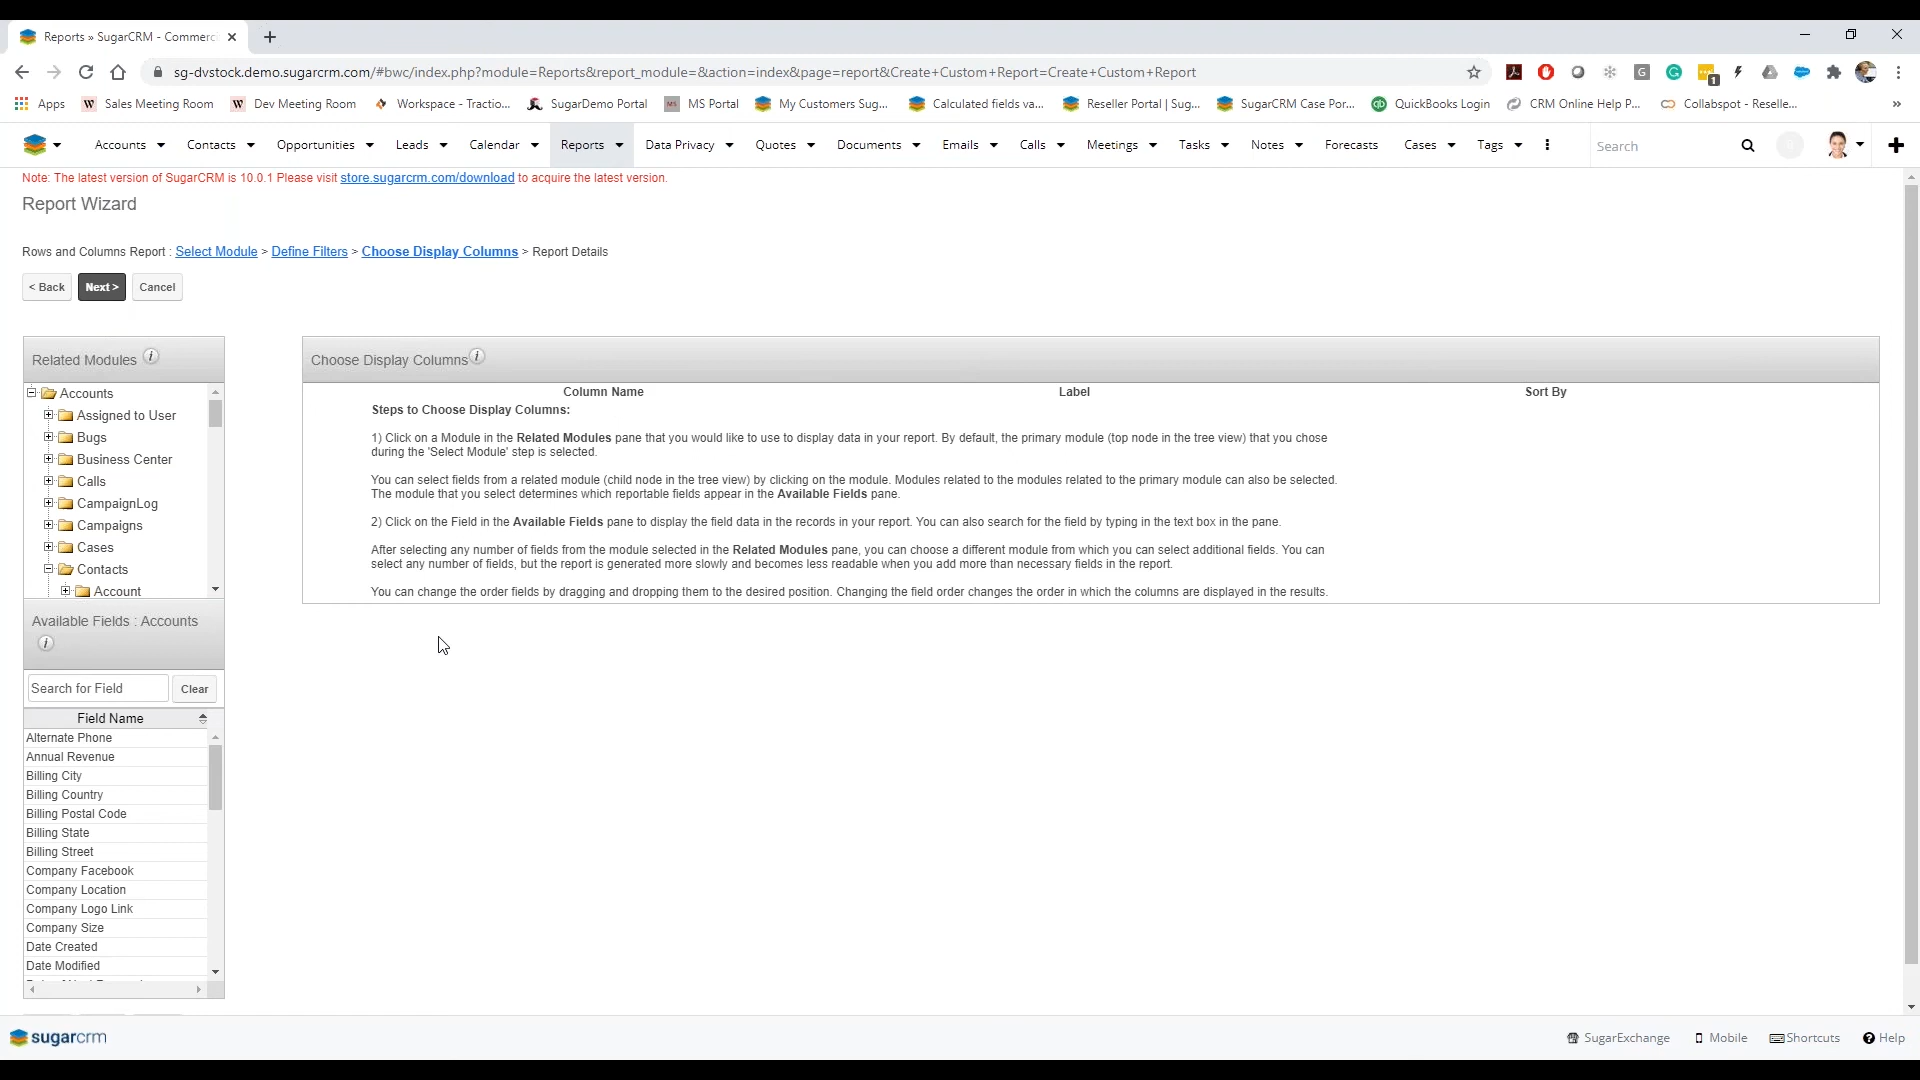 Reports » SugarCRM - Commerc
sg-dvstock.demo.sugarcrm.com/#bwc/index.php?module=Reports&report_module=&action=index&page=report&Create+Custom+Report=Create+Custom+Report
1
Apps W Sales Meeting Room W Dev Meeting Room Workspace - Tractio... SugarDemo Portal MS MS Portal My Customers Sug... Calculated fields va... Reseller Portal | Sug... SugarCRM Case Por... qb QuickBooks Login CRM Online Help P... Collabspot - Reselle... »
Accounts Contacts Opportunities Leads Calendar Reports Data Privacy Quotes Documents Emails Calls Meetings Tasks Notes Forecasts Cases Tags Search
Note: The latest version of SugarCRM is 10.0.1 Please visit store.sugarcrm.com/download to acquire the latest version.
Report Wizard
Rows and Columns Report : Select Module > Define Filters > Choose Display Columns > Report Details
< Back Next > Cancel
Related Modules i
Accounts
Assigned to User
Bugs
Business Center
Calls
CampaignLog
Campaigns
Cases
Contacts
Account
Available Fields : Accounts
i
Search for Field Clear
Field Name
Alternate Phone
Annual Revenue
Billing City
Billing Country
Billing Postal Code
Billing State
Billing Street
Company Facebook
Company Location
Company Logo Link
Company Size
Date Created
Date Modified
Choose Display Columns i
Column Name Label Sort By
Steps to Choose Display Columns:
1) Click on a Module in the Related Modules pane that you would like to use to display data in your report. By default, the primary module (top node in the tree view) that you chose
during the 'Select Module' step is selected.
You can select fields from a related module (child node in the tree view) by clicking on the module. Modules related to the modules related to the primary module can also be selected.
The module that you select determines which reportable fields appear in the Available Fields pane.
2) Click on the Field in the Available Fields pane to display the field data in the records in your report. You can also search for the field by typing in the text box in the pane.
After selecting any number of fields from the module selected in the Related Modules pane, you can choose a different module from which you can select additional fields. You can
select any number of fields, but the report is generated more slowly and becomes less readable when you add more than necessary fields in the report.
You can change the order fields by dragging and dropping them to the desired position. Changing the field order changes the order in which the columns are displayed in the results.
sugarcrm SugarExchange Mobile Shortcuts Help